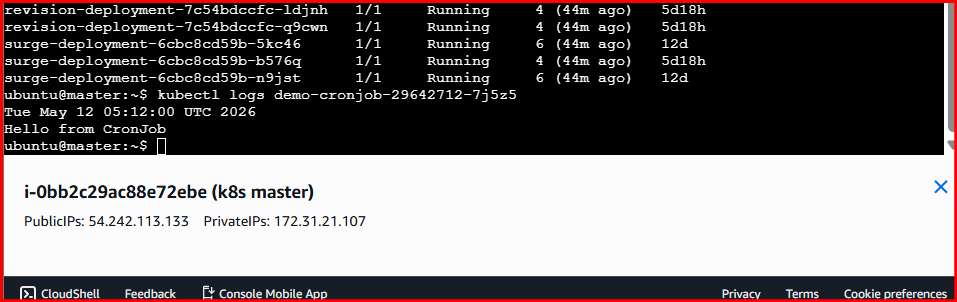 revision-deployment-7c54bdccfc-ldjnh 1/1 Running 4 (44m ago) 5d18h
revision-deployment-7c54bdccfc-q9cwn 1/1 Running 4 (44m ago) 5d18h
surge-deployment-6cbc8cd59b-5kc46 1/1 Running 6 (44m ago) 12d
surge-deployment-6cbc8cd59b-b576q 1/1 Running 4 (44m ago) 5d18h
surge-deployment-6cbc8cd59b-n9jst 1/1 Running 6 (44m ago) 12d
ubuntu@master:~$ kubectl logs demo-cronjob-29642712-7j5z5
Tue May 12 05:12:00 UTC 2026
Hello from CronJob
ubuntu@master:~$
i-0bb2c29ac88e72ebe (k8s master)
PublicIPs: 54.242.113.133 PrivateIPs: 172.31.21.107
CloudShell Feedback Console Mobile App Privacy Terms Cookie preferences